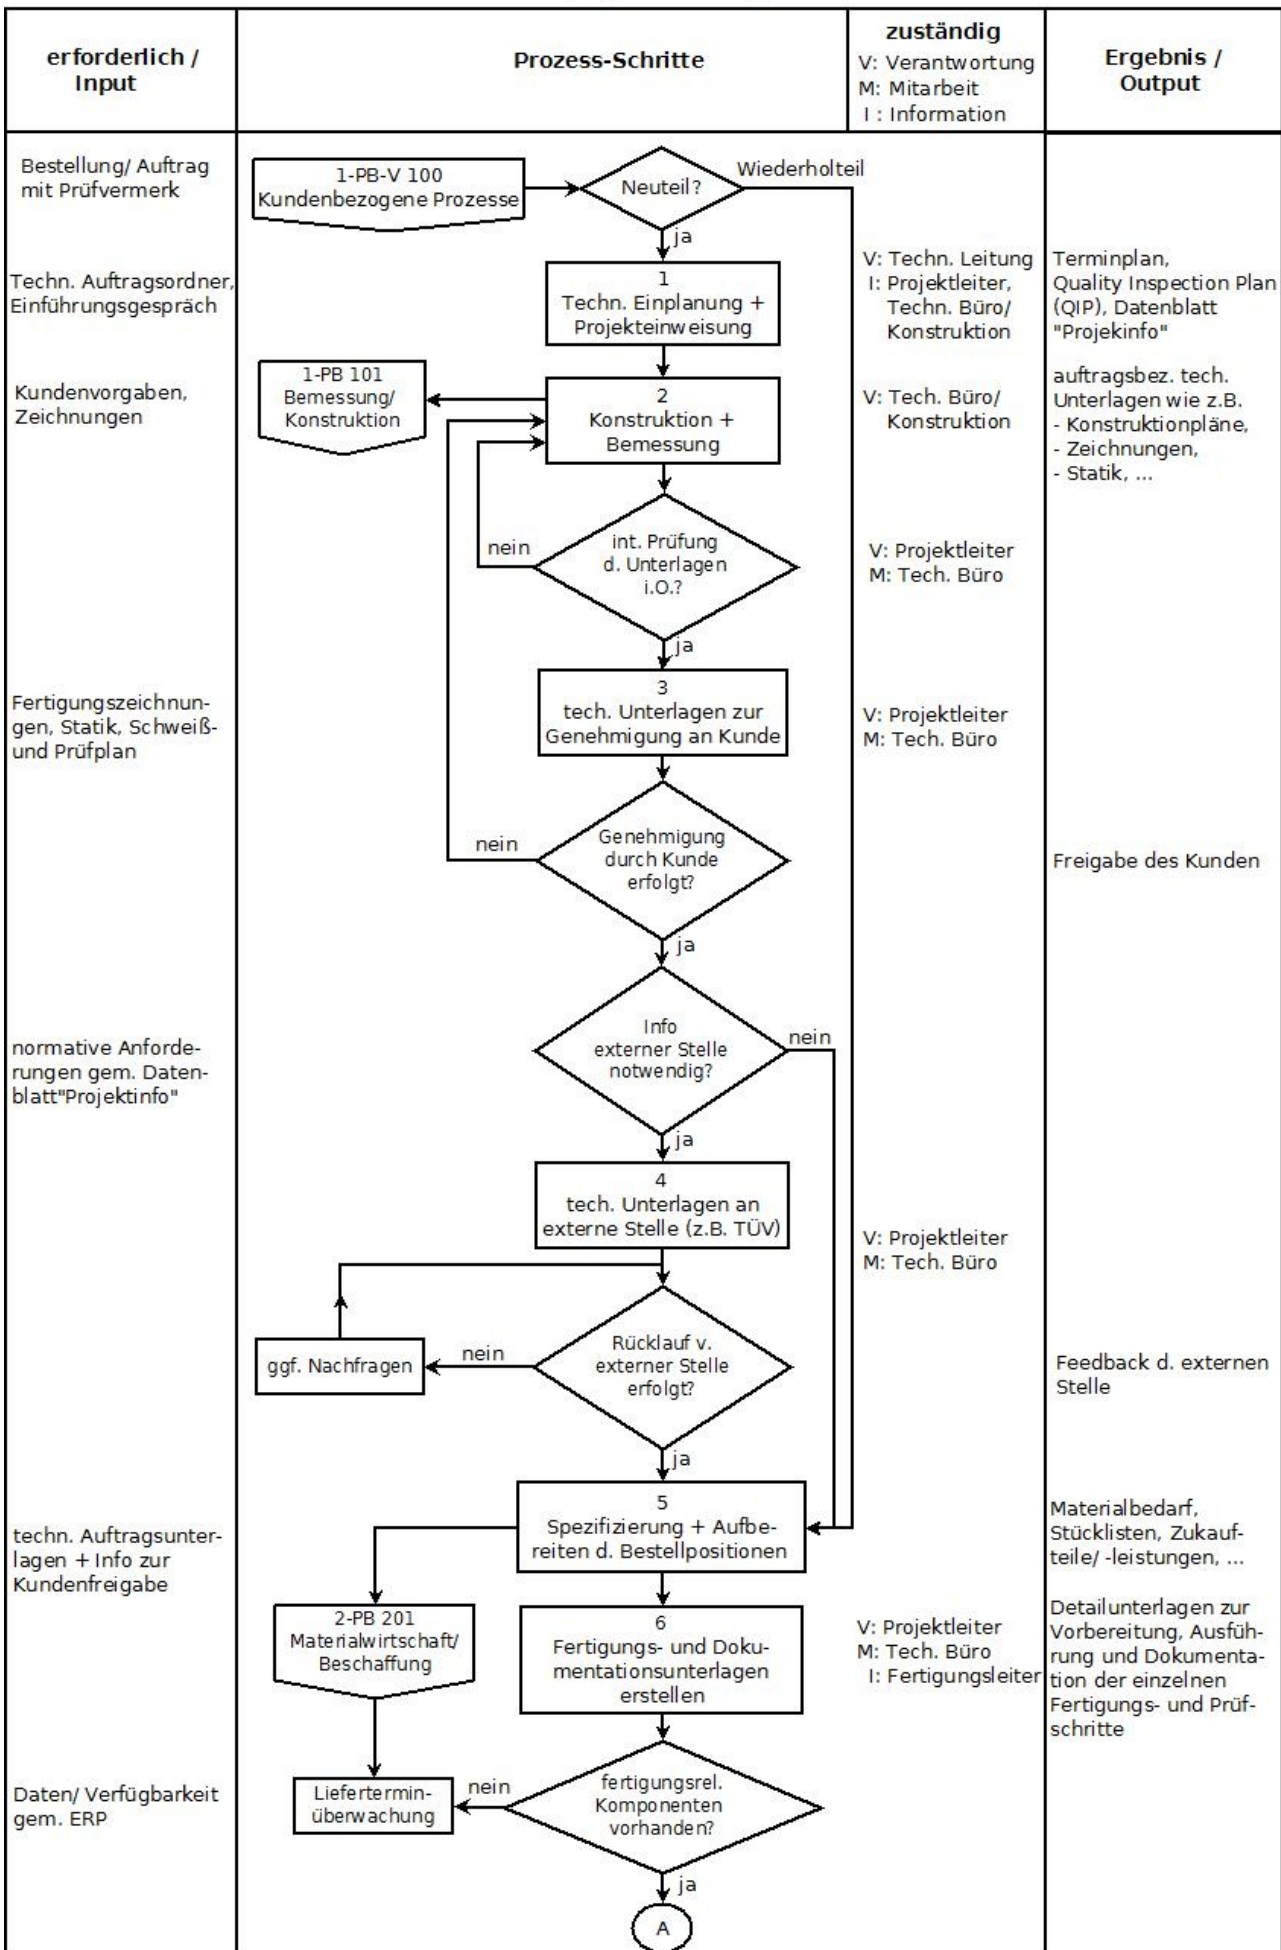 erforderlich /
Input
Prozess-Schritte
zuständig
V: Verantwortung
M: Mitarbeit
I : Information
Ergebnis /
Output
Bestellung/ Auftrag
mit Prüfvermerk
1-PB-V 100
Kundenbezogene Prozesse
Neuteil?
Wiederholteil
ja
Techn. Auftragsordner,
Einführungsgespräch
1
Techn. Einplanung +
Projekteinweisung
V: Techn. Leitung
I: Projektleiter,
Techn. Büro/
Konstruktion
Terminplan,
Quality Inspection Plan
(QIP), Datenblatt
"Projekinfo"
Kundenvorgaben,
Zeichnungen
1-PB 101
Bemessung/
Konstruktion
2
Konstruktion +
Bemessung
V: Tech. Büro/
Konstruktion
auftragsbez. tech.
Unterlagen wie z.B.
- Konstruktionpläne,
- Zeichnungen,
- Statik, ...
nein
int. Prüfung
d. Unterlagen
i.O.?
V: Projektleiter
M: Tech. Büro
ja
Fertigungszeichnun-
gen, Statik, Schweiß-
und Prüfplan
3
tech. Unterlagen zur
Genehmigung an Kunde
V: Projektleiter
M: Tech. Büro
nein
Genehmigung
durch Kunde
erfolgt?
Freigabe des Kunden
ja
normative Anforde-
rungen gem. Daten-
blatt"Projektinfo"
Info
externer Stelle
notwendig?
nein
ja
4
tech. Unterlagen an
externe Stelle (z.B. TÜV)
V: Projektleiter
M: Tech. Büro
ggf. Nachfragen
nein
Rücklauf v.
externer Stelle
erfolgt?
Feedback d. externen
Stelle
ja
techn. Auftragsunter-
lagen + Info zur
Kundenfreigabe
5
Spezifizierung + Aufbe-
reiten d. Bestellpositionen
Materialbedarf,
Stücklisten, Zukauf-
teile/ -leistungen, ...
2-PB 201
Materialwirtschaft/
Beschaffung
6
Fertigungs- und Doku-
mentationsunterlagen
erstellen
V: Projektleiter
M: Tech. Büro
I: Fertigungsleiter
Detailunterlagen zur
Vorbereitung, Ausfüh-
rung und Dokumenta-
tion der einzelnen
Fertigungs- und Prüf-
schritte
Daten/ Verfügbarkeit
gem. ERP
Liefertermin-
überwachung
nein
fertigungsrel.
Komponenten
vorhanden?
ja
A